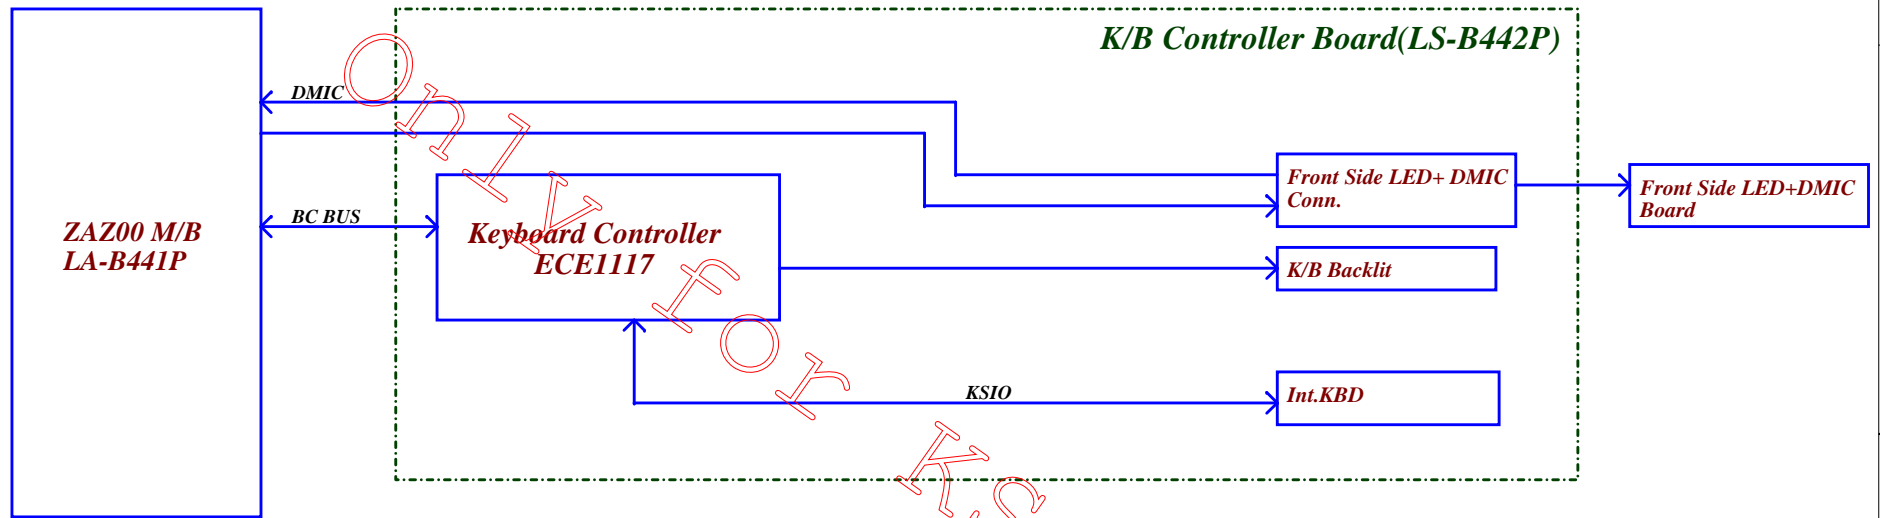 K/B Controller Board(LS-B442P)
DMIC
Front Side LED+ DMIC
Conn.
Front Side LED+DMIC
Board
BC BUS
ZAZ00 M/B
LA-B441P
Keyboard Controller
ECE1117
K/B Backlit
KSIO
Int.KBD
Only for